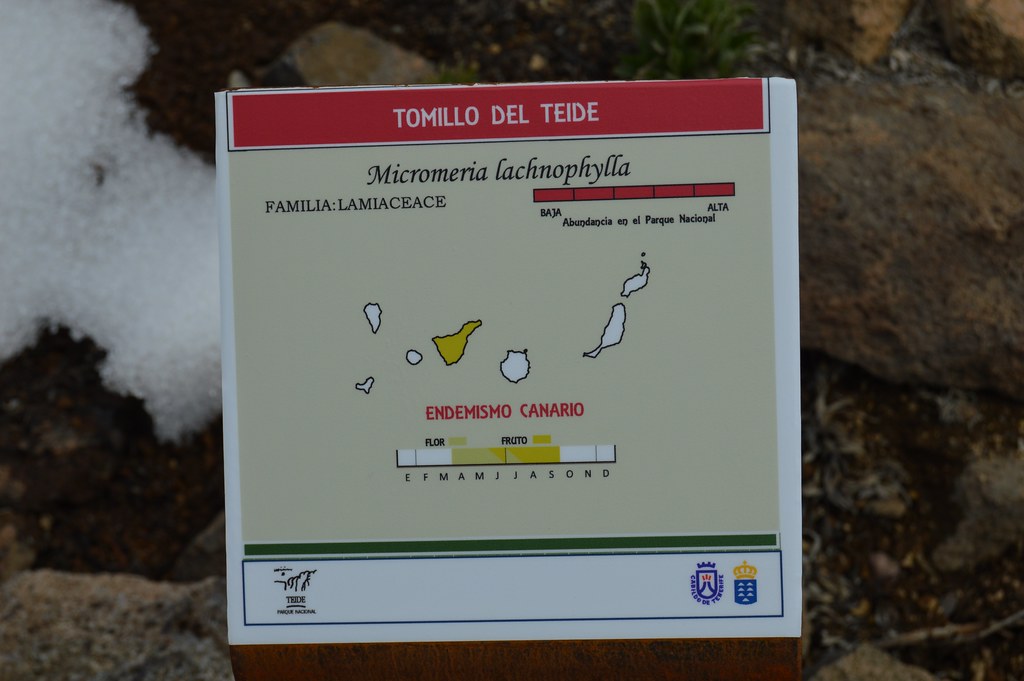 TOMILLO DEL TEIDE
Micromeria lachnophylla
FAMILIA: LAMIACEACE
BAJA ALTA
Abundancia en el Parque Nacional
ENDEMISMO CANARIO
FLOR FRUTO
E F M A M J J A S O N D
TEIDE
PARQUE NACIONAL
CABILDO DE TENERIFE